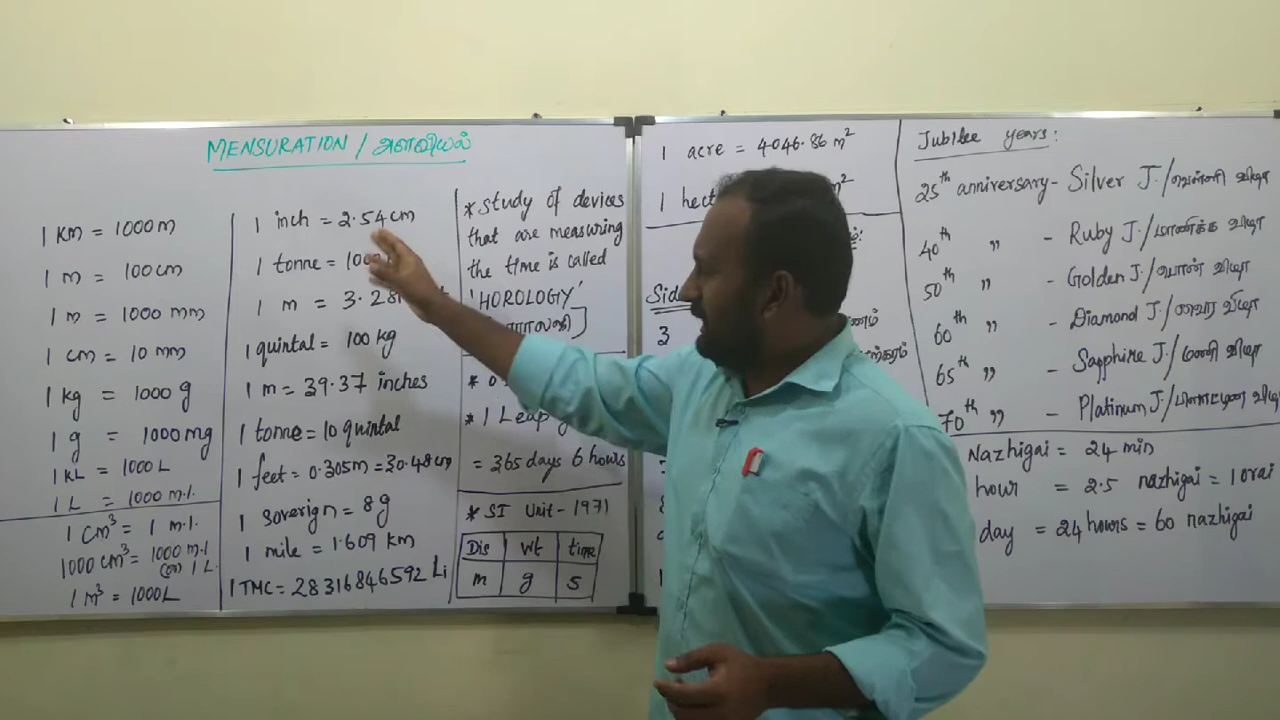 MENSURATION / அளவியல்
1 Km = 1000 m
1 m = 100 cm
1 m = 1000 mm
1 cm = 10 mm
1 kg = 1000 g
1 g = 1000 mg
1 kL = 1000 L
1 L = 1000 m.l.
1 cm³ = 1 m.l.
1000 cm³ = 1000 m.l
(or) 1 L.
1 m³ = 1000 L
1 inch = 2.54 cm
1 tonne =
1 m = 3.28
1 quintal = 100 kg
1 m = 39.37 inches
1 tonne = 10 quintal
1 feet = 0.305m = 30.48 cm
1 soverign = 8 g
1 mile = 1.609 km
1 TMC = 28316846592 Li
* study of devices
that are measuring
the time is called
'HOROLOGY'
* 1 Leap
= 365 days 6 hours
* SI Unit - 1971
Dis Wt time
m g s
1 acre = 4046.86 m²
1 hect m²
3
Jubilee years:
25th anniversary - Silver J. / வெள்ளி விழா
40th " - Ruby J. / மாணிக்க விழா
50th " - Golden J. / பொன் விழா
60th " - Diamond J. / வைர விழா
65th " - Sapphire J. / மணி விழா
70th " - Platinum J. / பிளாட்டின
Nazhigai = 24 min
hour = 2.5 nazhigai = 1 orai
day = 24 hours = 60 nazhigai